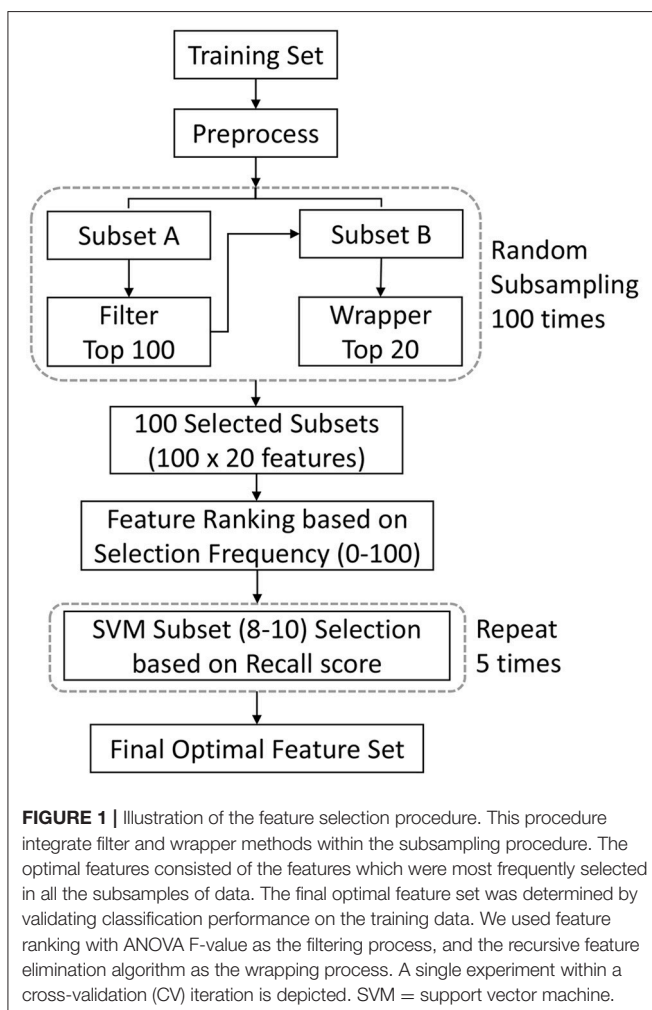 Training Set
Preprocess
Subset A
Subset B
Filter
Top 100
Wrapper
Top 20
Random
Subsampling
100 times
100 Selected Subsets
(100 x 20 features)
Feature Ranking based on
Selection Frequency (0-100)
SVM Subset (8-10) Selection
based on Recall score
Repeat
5 times
Final Optimal Feature Set
FIGURE 1 | Illustration of the feature selection procedure. This procedure
integrate filter and wrapper methods within the subsampling procedure. The
optimal features consisted of the features which were most frequently selected
in all the subsamples of data. The final optimal feature set was determined by
validating classification performance on the training data. We used feature
ranking with ANOVA F-value as the filtering process, and the recursive feature
elimination algorithm as the wrapping process. A single experiment within a
cross-validation (CV) iteration is depicted. SVM = support vector machine.